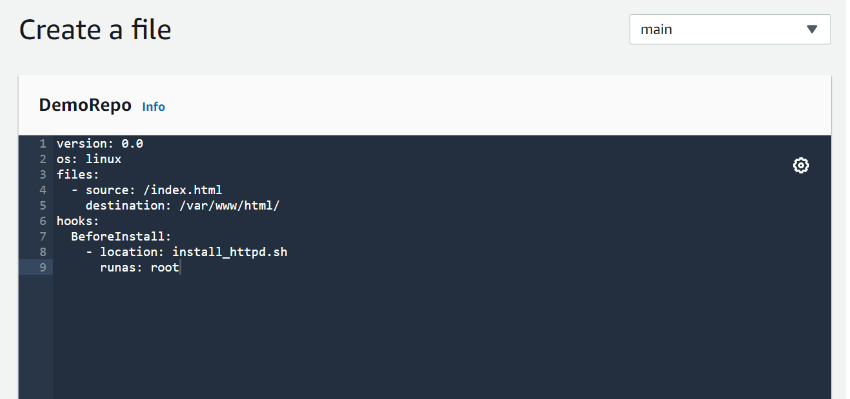 Create a file
main
DemoRepo Info
1 version: 0.0
2 os: linux
3 files:
4   - source: /index.html
5     destination: /var/www/html/
6 hooks:
7   BeforeInstall:
8     - location: install_httpd.sh
9       runas: root